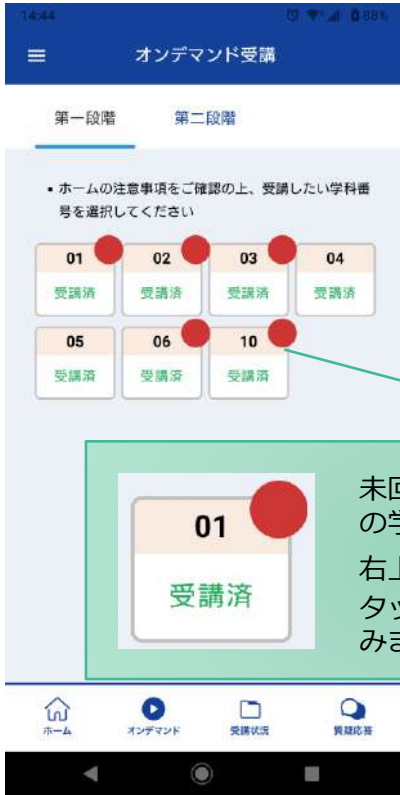 14:44
88%
オンデマンド受講
第一段階
第二段階
• ホームの注意事項をご確認の上、受講したい学科番
号を選択してください
01 02 03 04
受講済 受講済 受講済 受講済
05 06 10
受講済 受講済 受講済
01
受講済
未回
の学
右上
タッ
みま
ホーム オンデマンド 受講状況 質疑応答